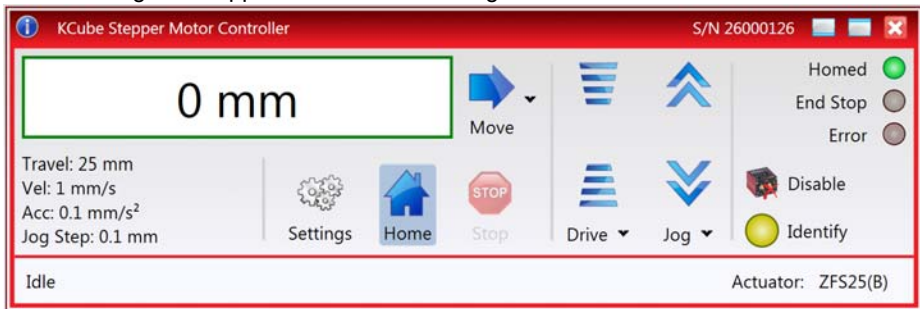 KCube Stepper Motor Controller
S/N 26000126
0 mm
Move
Homed
End Stop
Error
Travel: 25 mm
Vel: 1 mm/s
Acc: 0.1 mm/s²
Jog Step: 0.1 mm
Settings
Home
STOP
Stop
Drive
Jog
Disable
Identify
Idle
Actuator: ZFS25(B)